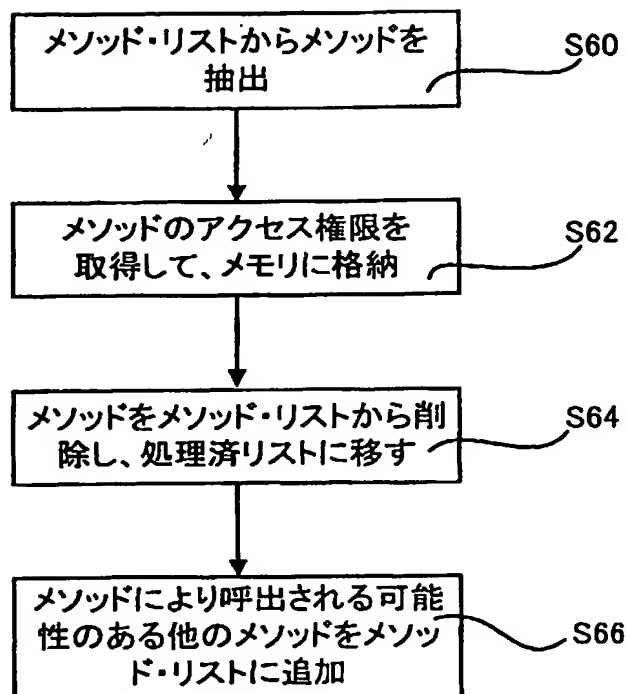 メソッド・リストからメソッドを
抽出
S60
メソッドのアクセス権限を
取得して、メモリに格納
S62
メソッドをメソッド・リストから削
除し、処理済リストに移す
S64
メソッドにより呼出される可能
性のある他のメソッドをメソッ
ド・リストに追加
S66